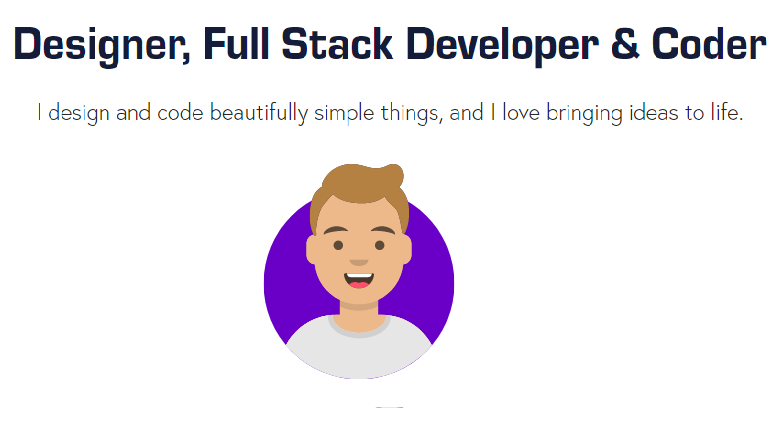 Designer, Full Stack Developer & Coder
I design and code beautifully simple things, and I love bringing ideas to life.